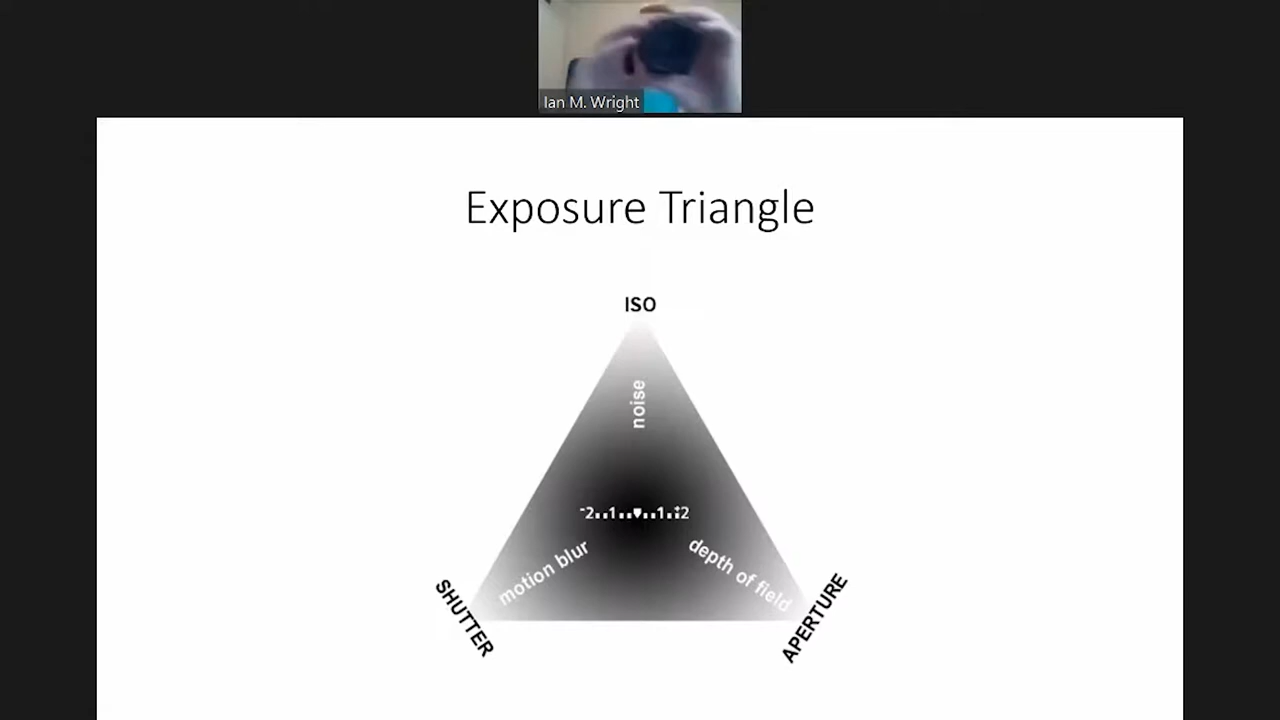 Ian M. Wright
Exposure Triangle
ISO
noise
-2..1..▾..1.‡2
motion blur
depth of field
SHUTTER
APERTURE